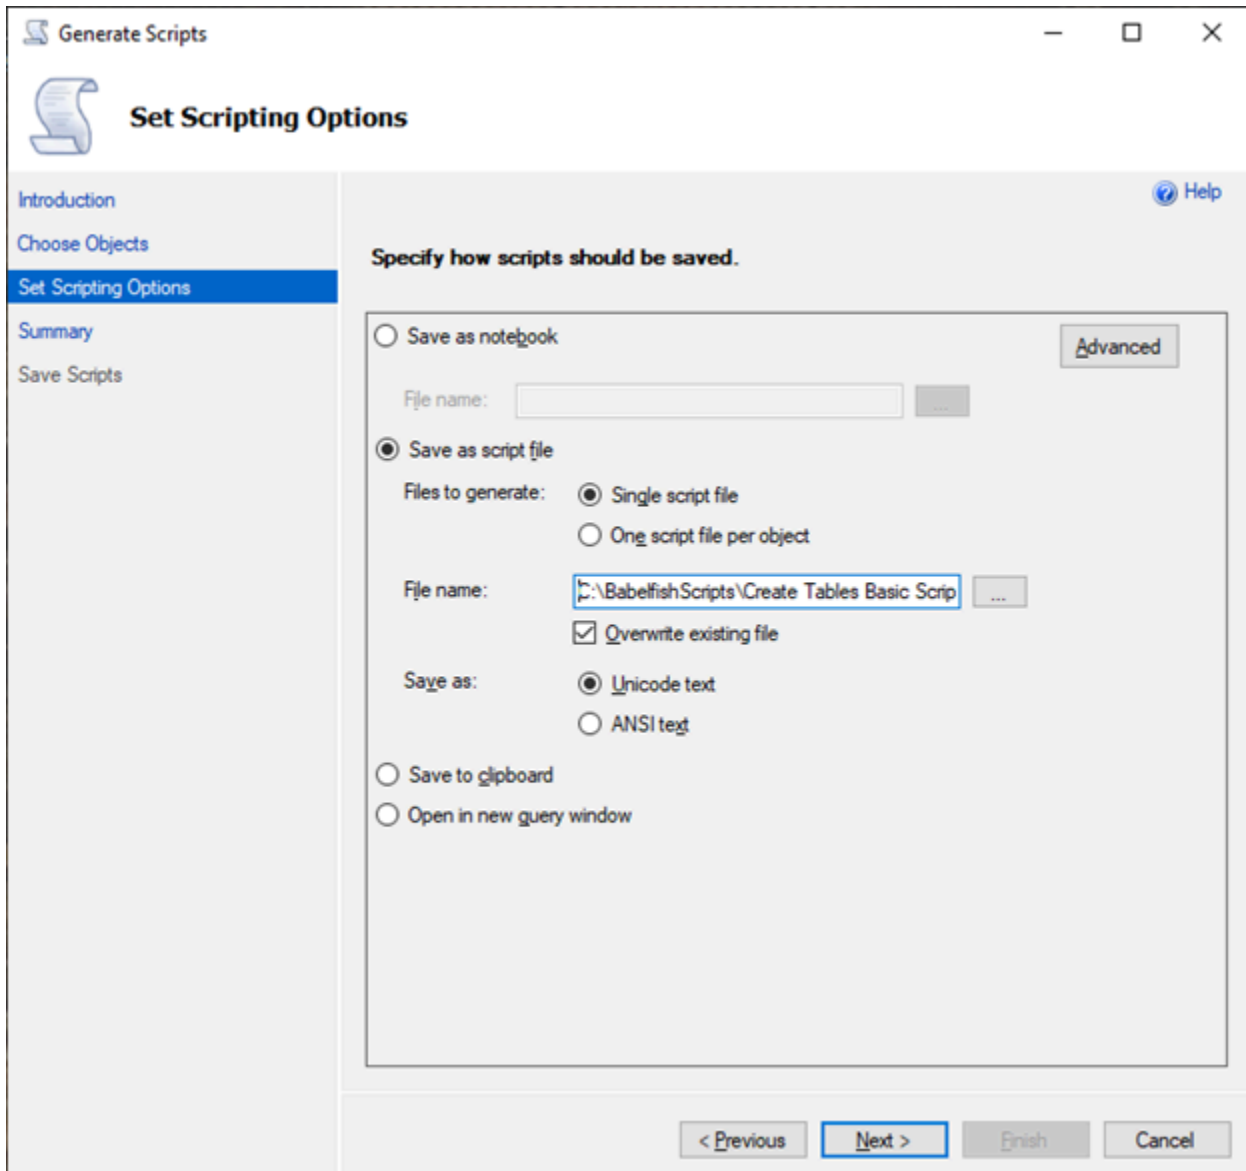 Generate Scripts
Set Scripting Options
Introduction
Choose Objects
Set Scripting Options
Summary
Save Scripts
Help
Specify how scripts should be saved.
Save as notebook
Advanced
File name:
...
Save as script file
Files to generate:
Single script file
One script file per object
File name:
C:\BabelfishScripts\Create Tables Basic Scrip
...
Overwrite existing file
Save as:
Unicode text
ANSI text
Save to clipboard
Open in new query window
< Previous
Next >
Finish
Cancel